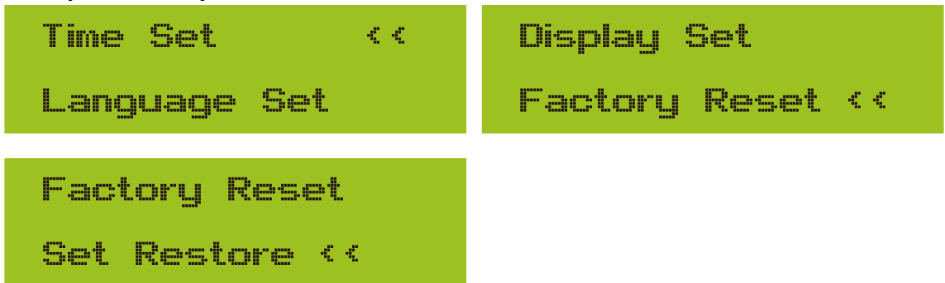 Time Set <<
Language Set
Display Set
Factory Reset <<
Factory Reset
Set Restore <<